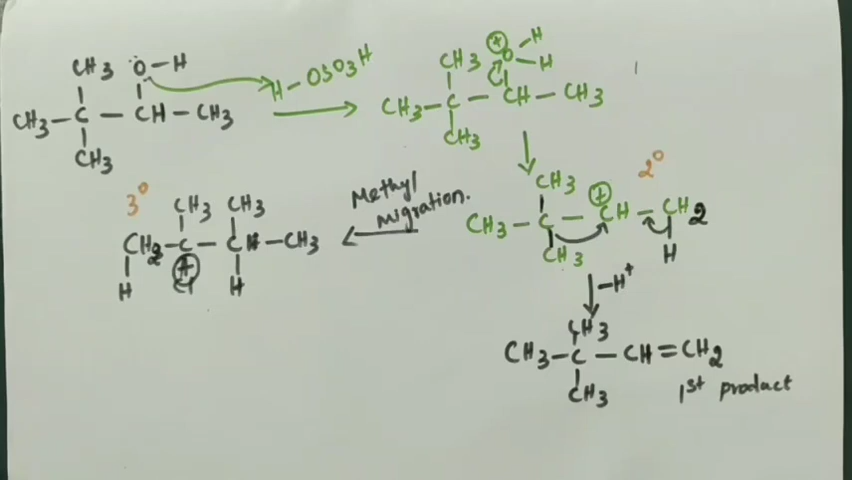 CH3 O-H
CH3-C-CH-CH3
CH3
H-OSO3H
CH3 ⊕ O-H
H
CH3-C-CH-CH3
CH3
2°
CH3 ⊕
CH3-C-CH-CH2
CH3 H
Methyl
migration.
3°
CH3 CH3
CH2-C-CH-CH3
⊕
H H
-H+
CH3
CH3-C-CH=CH2
CH3
1st product